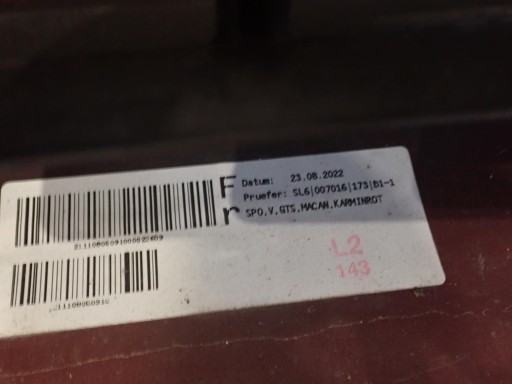 F
r
Datum: 23.08.2022
Pruefer: SL6|007016|173|B1-1
SPO.V.GTS.MACAN.KARMINROT
L2
143